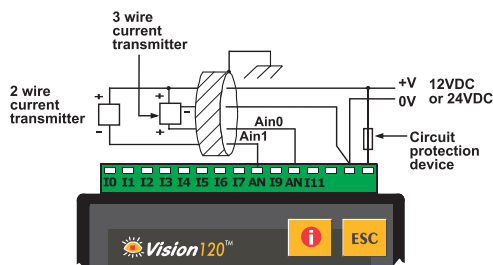 3 wire
current
transmitter
2 wire
current
transmitter
+
-
+
-
+
Ain0
Ain1
+V
0V
12VDC
or 24VDC
Circuit
protection
device
I0 I1 I2 I3 I4 I5 I6 I7 AN I9 AN I11
Vision120™
i
ESC